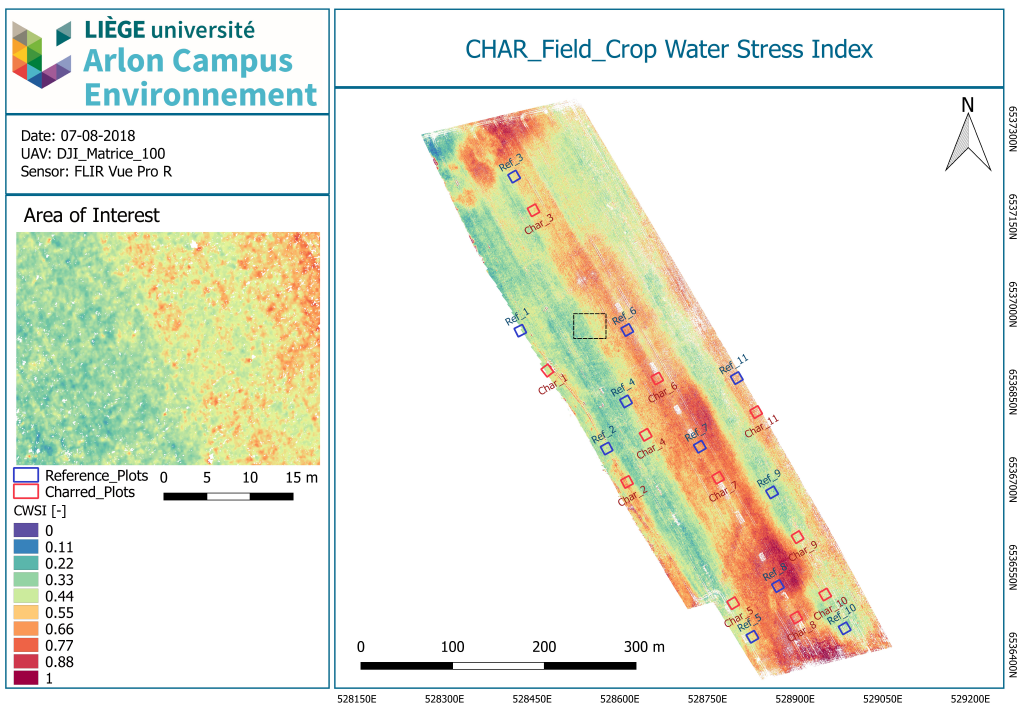 LIÈGE université
Arlon Campus
Environnement
CHAR_Field_Crop Water Stress Index
Date: 07-08-2018
UAV: DJI_Matrice_100
Sensor: FLIR Vue Pro R
Area of Interest
Reference_Plots
Charred_Plots
0 5 10 15 m
CWSI [-]
0
0.11
0.22
0.33
0.44
0.55
0.66
0.77
0.88
1
N
Ref_3
Char_3
Ref_1
Ref_6
Char_1
Ref_4
Char_6
Ref_11
Char_11
Ref_2
Char_4
Ref_7
Char_2
Char_7
Ref_9
Char_9
Ref_8
Char_5
Ref_5
Char_8
Char_10
Ref_10
0 100 200 300 m
6537300N
6537150N
6537000N
6536850N
6536700N
6536550N
6536400N
528150E 528300E 528450E 528600E 528750E 528900E 529050E 529200E